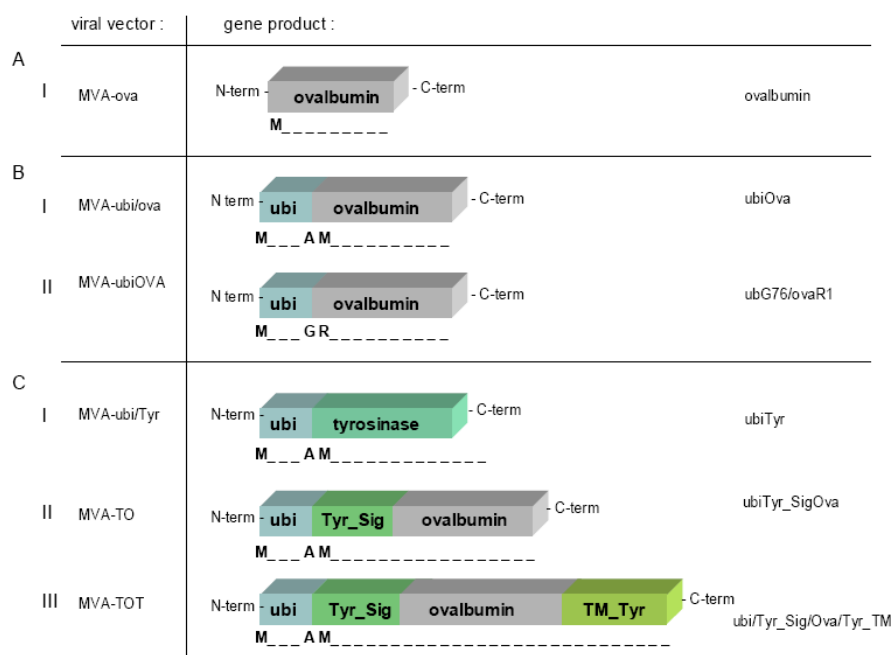 viral vector : gene product :
A
I MVA-ova N-term - ovalbumin - C-term ovalbumin
M_ _ _ _ _ _ _ _ _
B
I MVA-ubi/ova N term - ubi ovalbumin - C-term ubiOva
M_ _ _ A M_ _ _ _ _ _ _ _ _ _
II MVA-ubiOVA N term - ubi ovalbumin - C-term ubG76/ovaR1
M_ _ _ G R_ _ _ _ _ _ _ _ _ _
C
I MVA-ubi/Tyr N-term - ubi tyrosinase - C-term ubiTyr
M_ _ _ A M_ _ _ _ _ _ _ _ _ _ _ _ _
II MVA-TO N-term - ubi Tyr_Sig ovalbumin - C-term ubiTyr_SigOva
M_ _ _ A M_ _ _ _ _ _ _ _ _ _ _ _ _ _ _ _ _
III MVA-TOT N-term - ubi Tyr_Sig ovalbumin TM_Tyr - C-term ubi/Tyr_Sig/Ova/Tyr_TM
M_ _ _ A M_ _ _ _ _ _ _ _ _ _ _ _ _ _ _ _ _ _ _ _ _ _ _ _ _ _